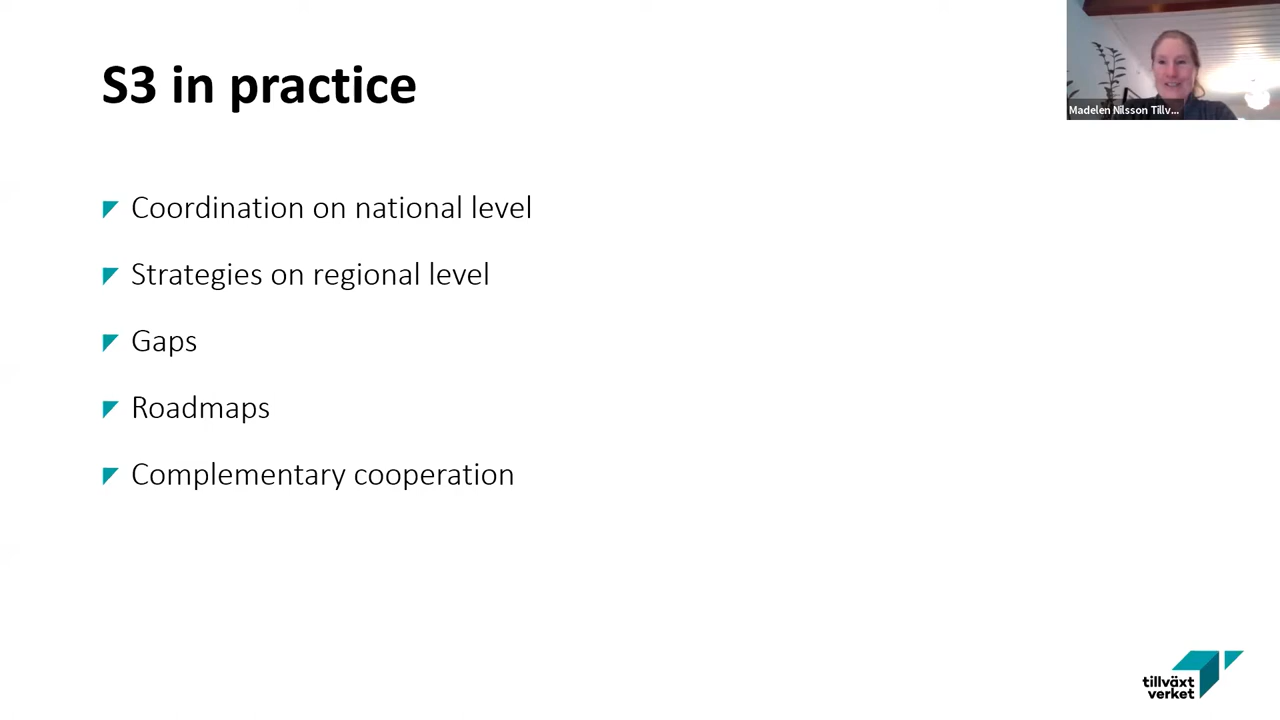 S3 in practice
Madelen Nilsson Tillv...
Coordination on national level
Strategies on regional level
Gaps
Roadmaps
Complementary cooperation
tillväxt
verket